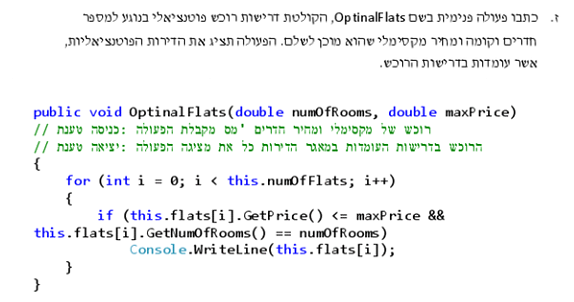 ז. כתבו פעולה פנימית בשם OptinalFlats, הקולטת דרישות רוכש פוטנציאלי בנוגע למספר
חדרים וקומה ומחיר מקסימלי שהוא מוכן לשלם. הפעולה תציג את הדירות הפוטנציאליות,
אשר עומדות בדרישות הרוכש.
public void OptinalFlats(double numOfRooms, double maxPrice)
// רוכש של מקסימלי ומחיר חדרים 'מס מקבלת הפעולה :כניסה טענת
// הרוכש בדרישות העומדות במאגר הדירות כל את מציגה הפעולה :יציאה טענת
{
for (int i = 0; i < this.numOfFlats; i++)
{
if (this.flats[i].GetPrice() <= maxPrice &&
this.flats[i].GetNumOfRooms() == numOfRooms)
Console.WriteLine(this.flats[i]);
}
}